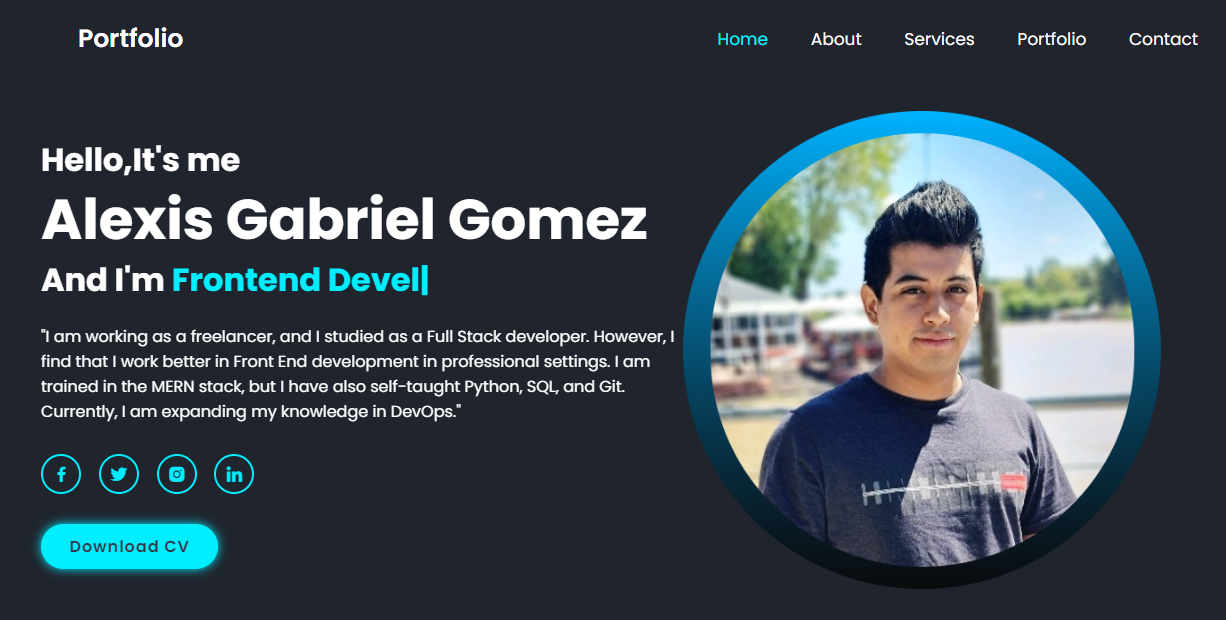 Portfolio
Home About Services Portfolio Contact
Hello,It's me
Alexis Gabriel Gomez
And I'm Frontend Devel|
"I am working as a freelancer, and I studied as a Full Stack developer. However, I
find that I work better in Front End development in professional settings. I am
trained in the MERN stack, but I have also self-taught Python, SQL, and Git.
Currently, I am expanding my knowledge in DevOps."
Download CV